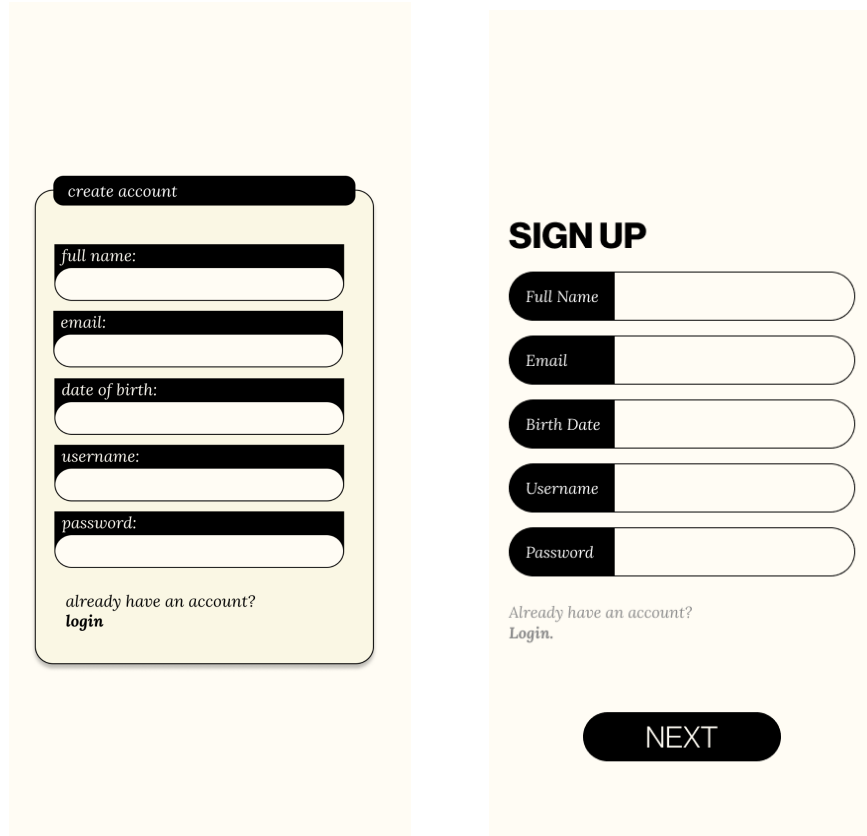 create account
full name:
email:
date of birth:
username:
password:
already have an account?
login
SIGN UP
Full Name
Email
Birth Date
Username
Password
Already have an account?
Login.
NEXT